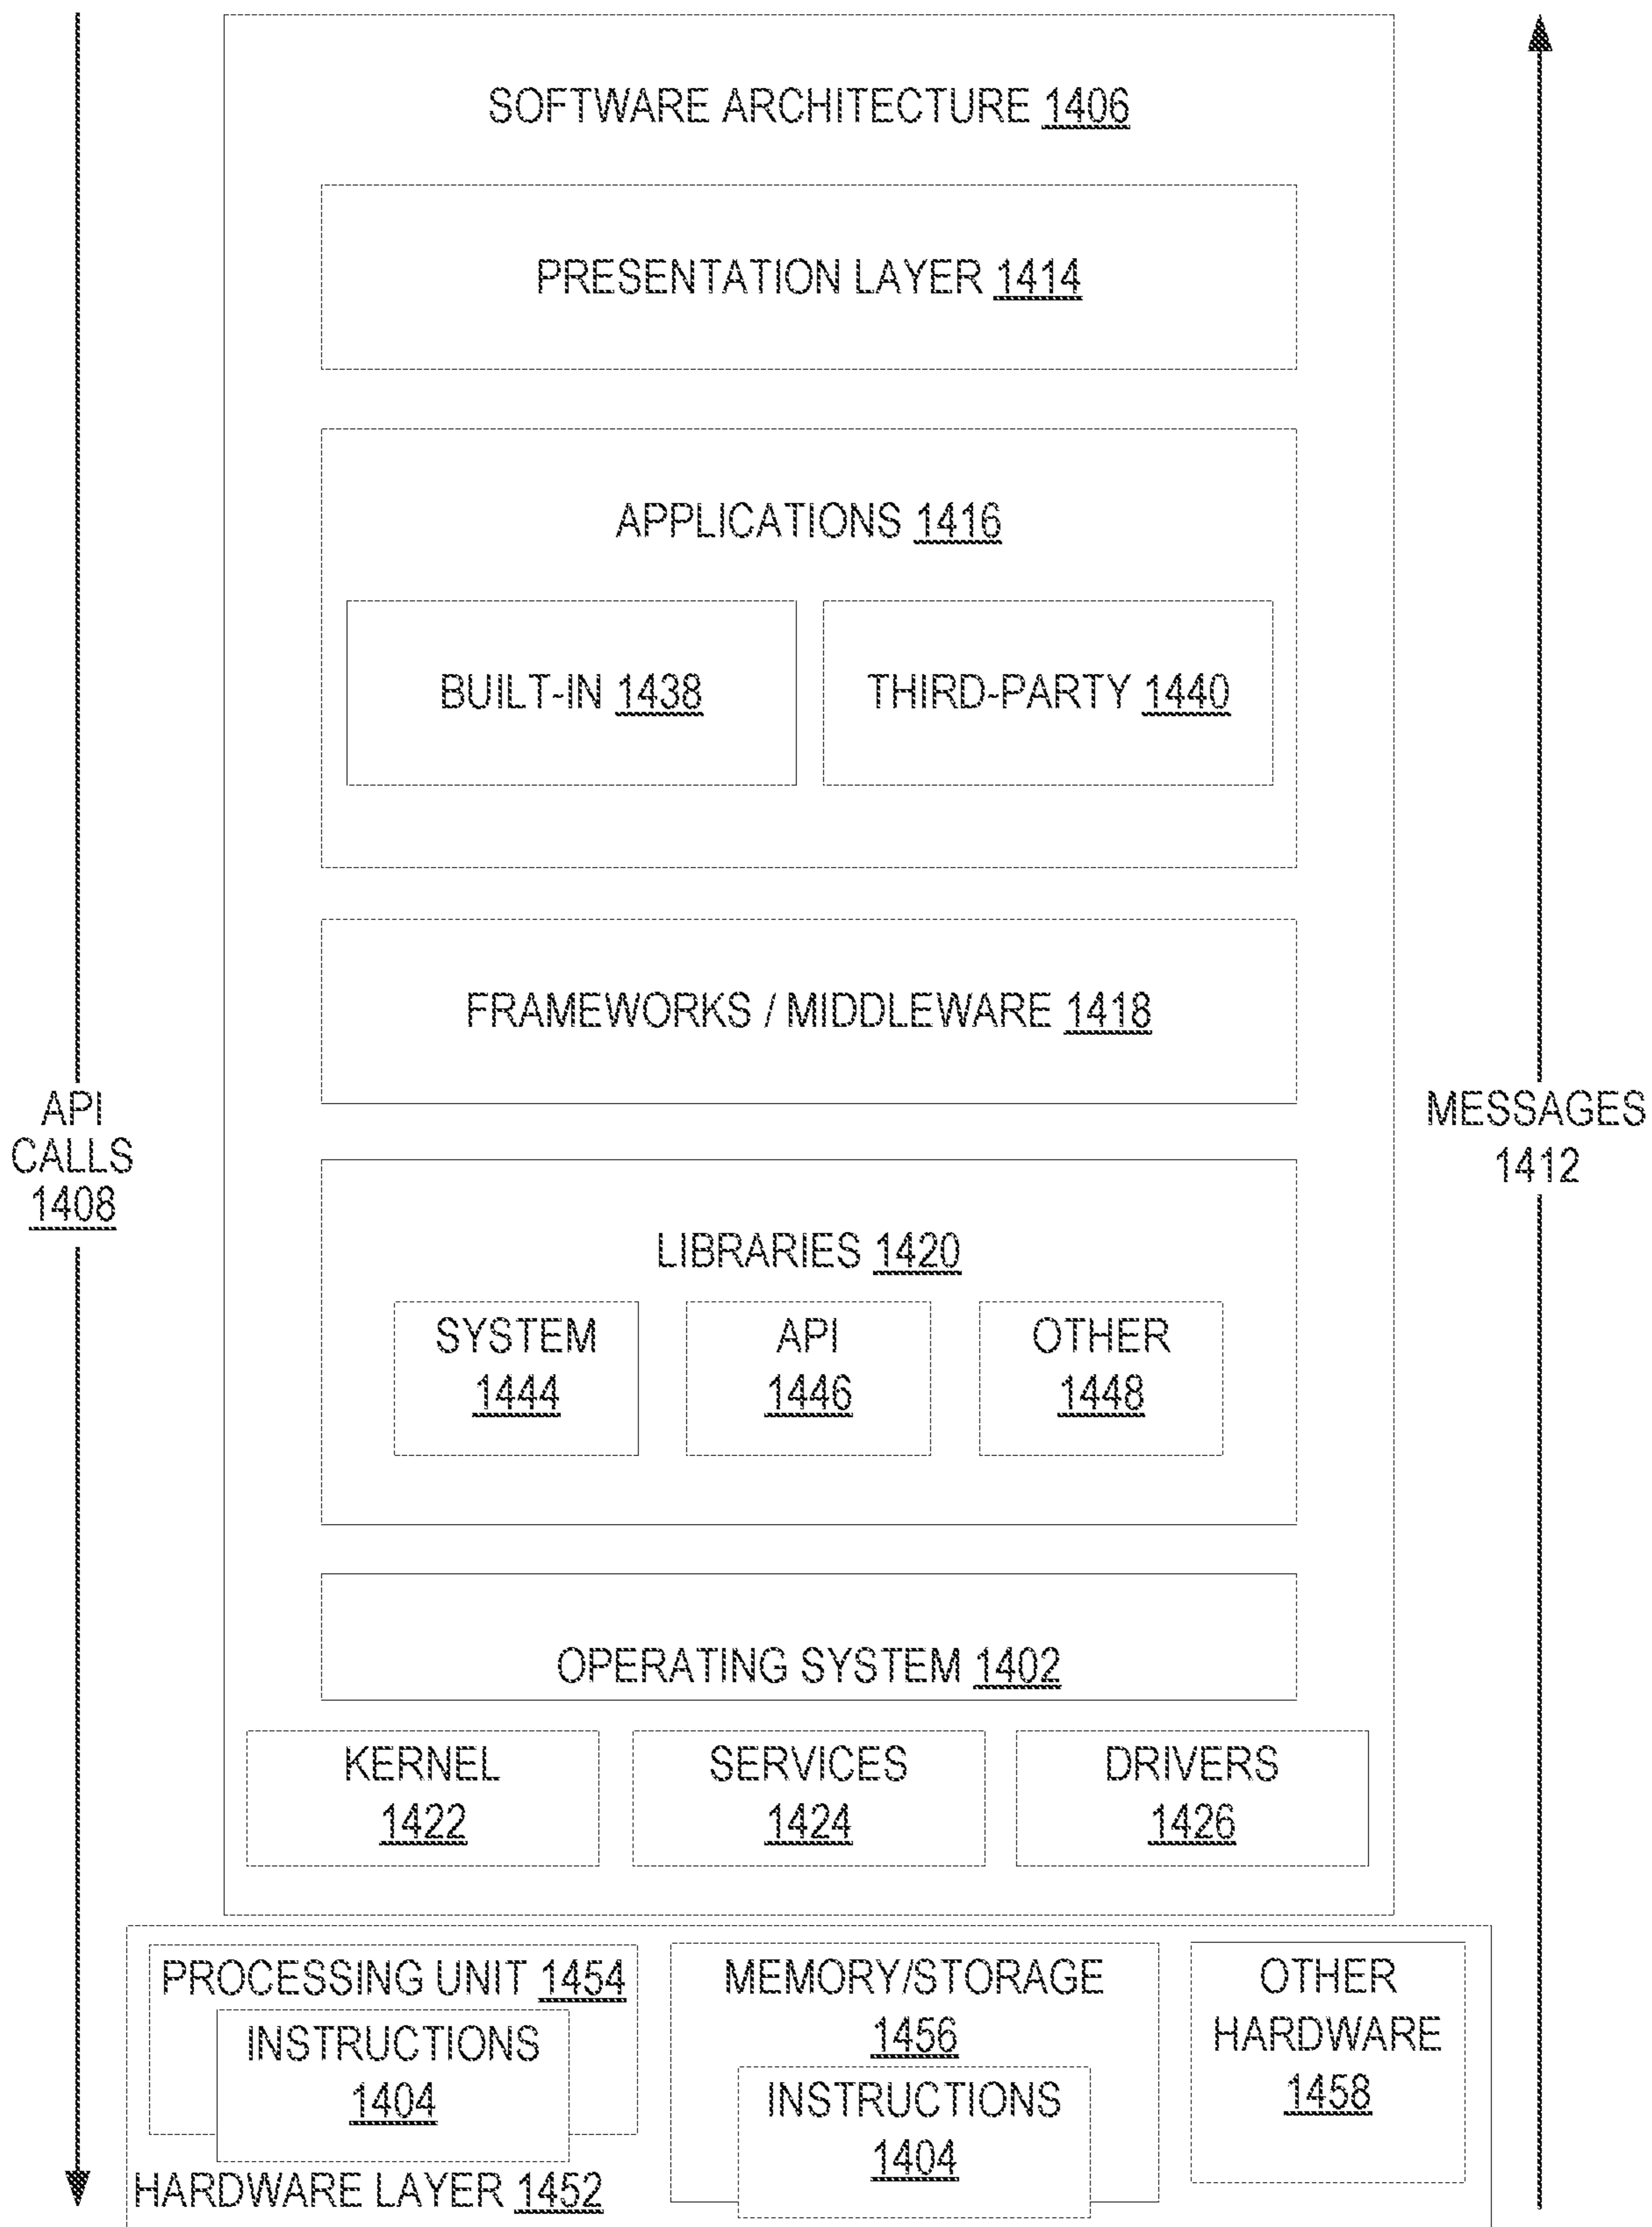 SOFTWARE ARCHITECTURE 1406
PRESENTATION LAYER 1414
APPLICATIONS 1416
BUILT-IN 1438
THIRD-PARTY 1440
FRAMEWORKS / MIDDLEWARE 1418
API
CALLS
1408
MESSAGES
1412
LIBRARIES 1420
SYSTEM
1444
API
1446
OTHER
1448
OPERATING SYSTEM 1402
KERNEL
1422
SERVICES
1424
DRIVERS
1426
PROCESSING UNIT 1454
INSTRUCTIONS
1404
MEMORY/STORAGE
1456
INSTRUCTIONS
1404
OTHER
HARDWARE
1458
HARDWARE LAYER 1452